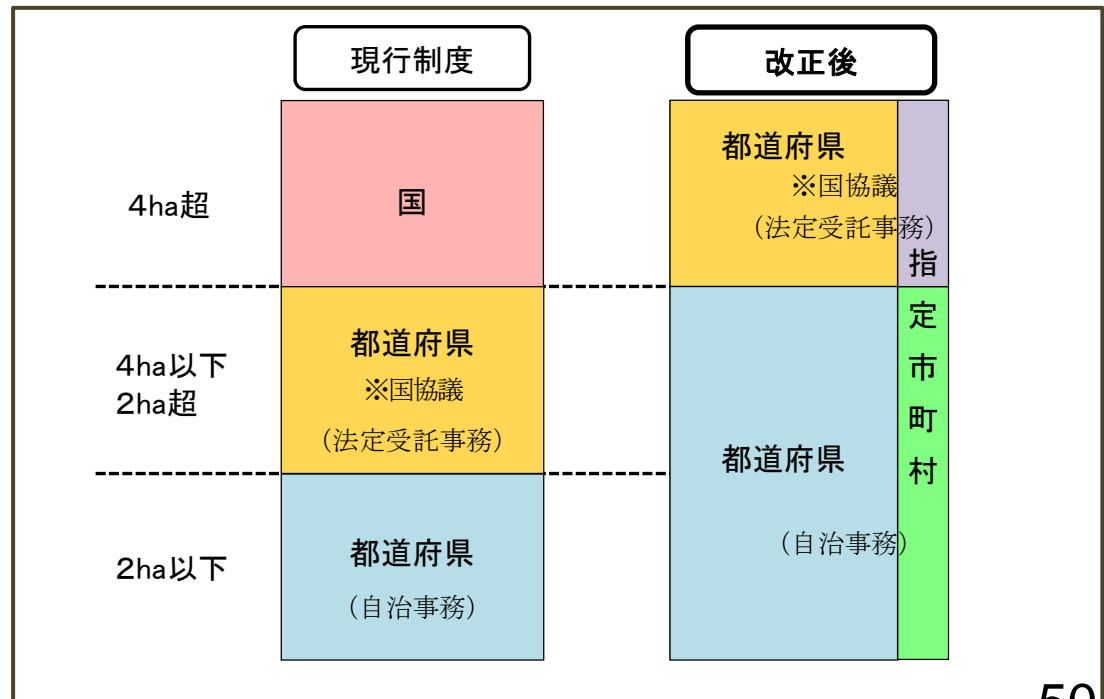 現行制度
改正後
4ha超
国
都道府県
※国協議
(法定受託事務)
4ha以下
2ha超
都道府県
※国協議
(法定受託事務)
都道府県
(自治事務)
指
定
市
町
村
2ha以下
都道府県
(自治事務)
50